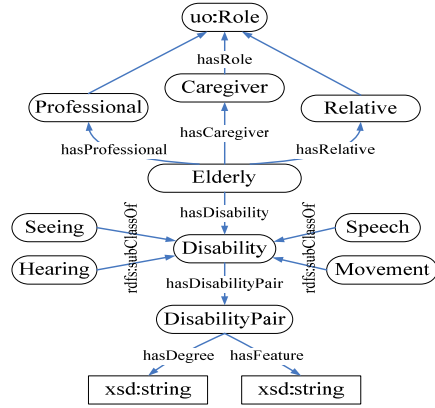 uo:Role
hasRole
Caregiver
Professional
Relative
hasCaregiver
hasProfessional
hasRelative
Elderly
hasDisability
Seeing
rdfs:subClassOf
rdfs:subClassOf
Speech
Disability
Hearing
Movement
hasDisabilityPair
DisabilityPair
hasDegree
hasFeature
xsd:string
xsd:string